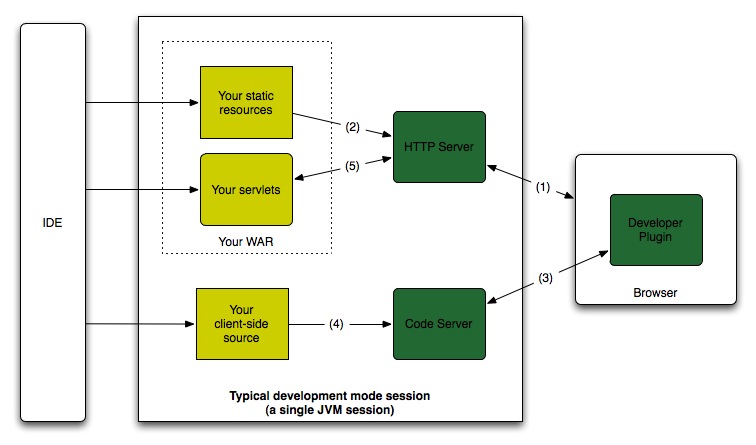 IDE
Your static
resources
(2)
HTTP Server
(5)
Your servlets
Your WAR
(1)
Developer
Plugin
Browser
(3)
Your
client-side
source
(4)
Code Server
Typical development mode session
(a single JVM session)